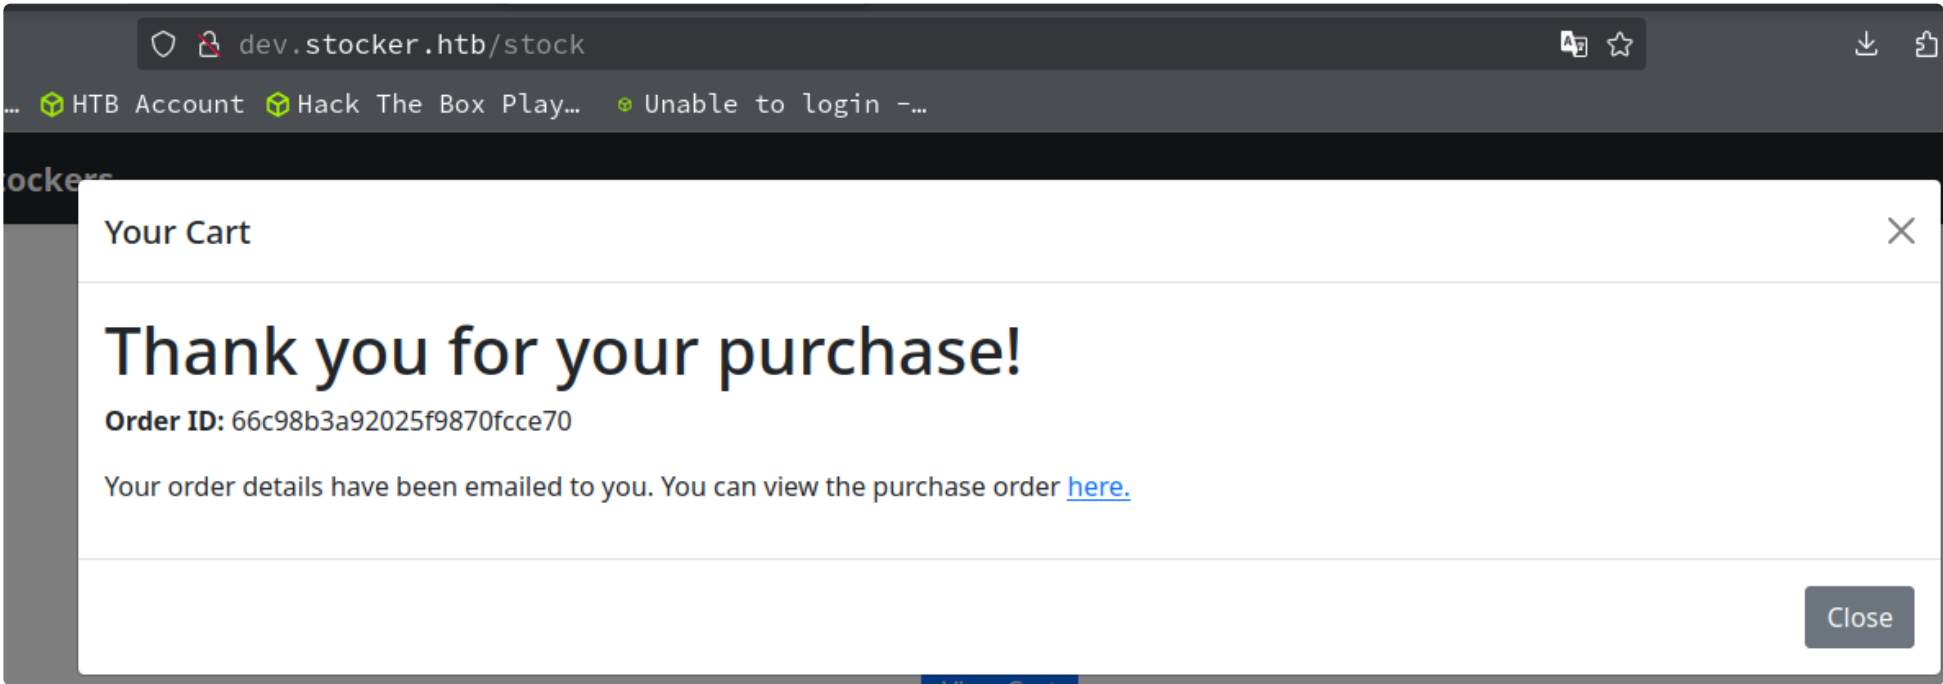 dev.stocker.htb/stock
… HTB Account Hack The Box Play… Unable to login –…
tockers
Your Cart
Thank you for your purchase!
Order ID: 66c98b3a92025f9870fcce70
Your order details have been emailed to you. You can view the purchase order here.
Close